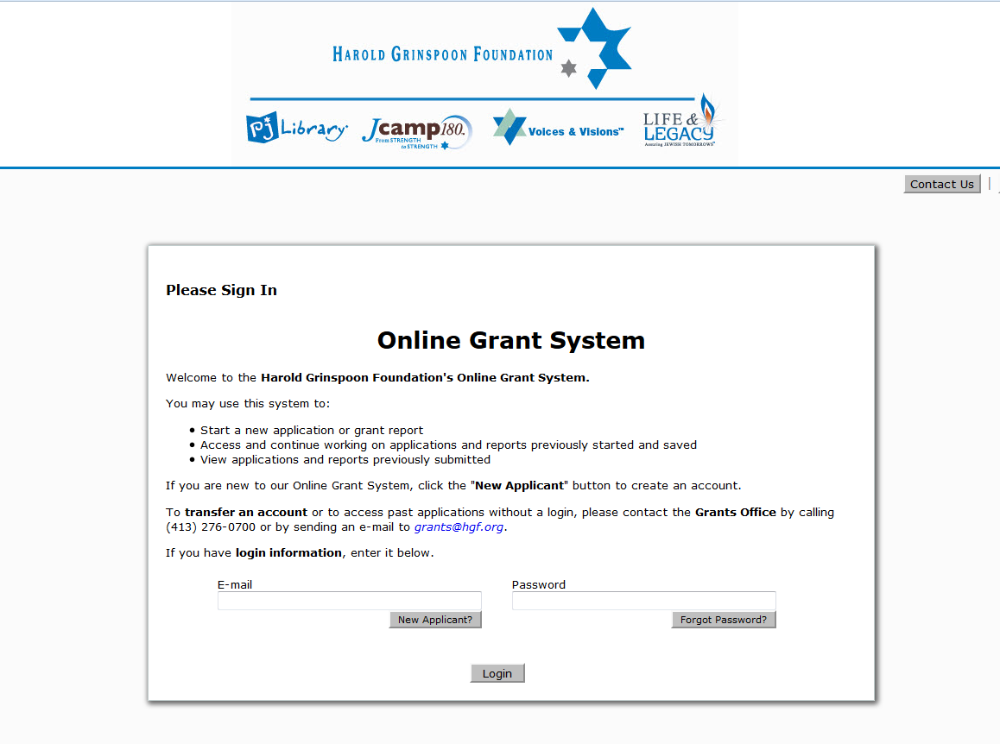 HAROLD GRINSPOON FOUNDATION
PJ Library
JCamp 180.
From STRENGTH
to STRENGTH
Voices & Visions™
LIFE &
LEGACY
Assuring JEWISH TOMORROWS™
Contact Us |
Please Sign In
Online Grant System
Welcome to the Harold Grinspoon Foundation's Online Grant System.
You may use this system to:
• Start a new application or grant report
• Access and continue working on applications and reports previously started and saved
• View applications and reports previously submitted
If you are new to our Online Grant System, click the "New Applicant" button to create an account.
To transfer an account or to access past applications without a login, please contact the Grants Office by calling
(413) 276-0700 or by sending an e-mail to grants@hgf.org.
If you have login information, enter it below.
E-mail Password
New Applicant? Forgot Password?
Login